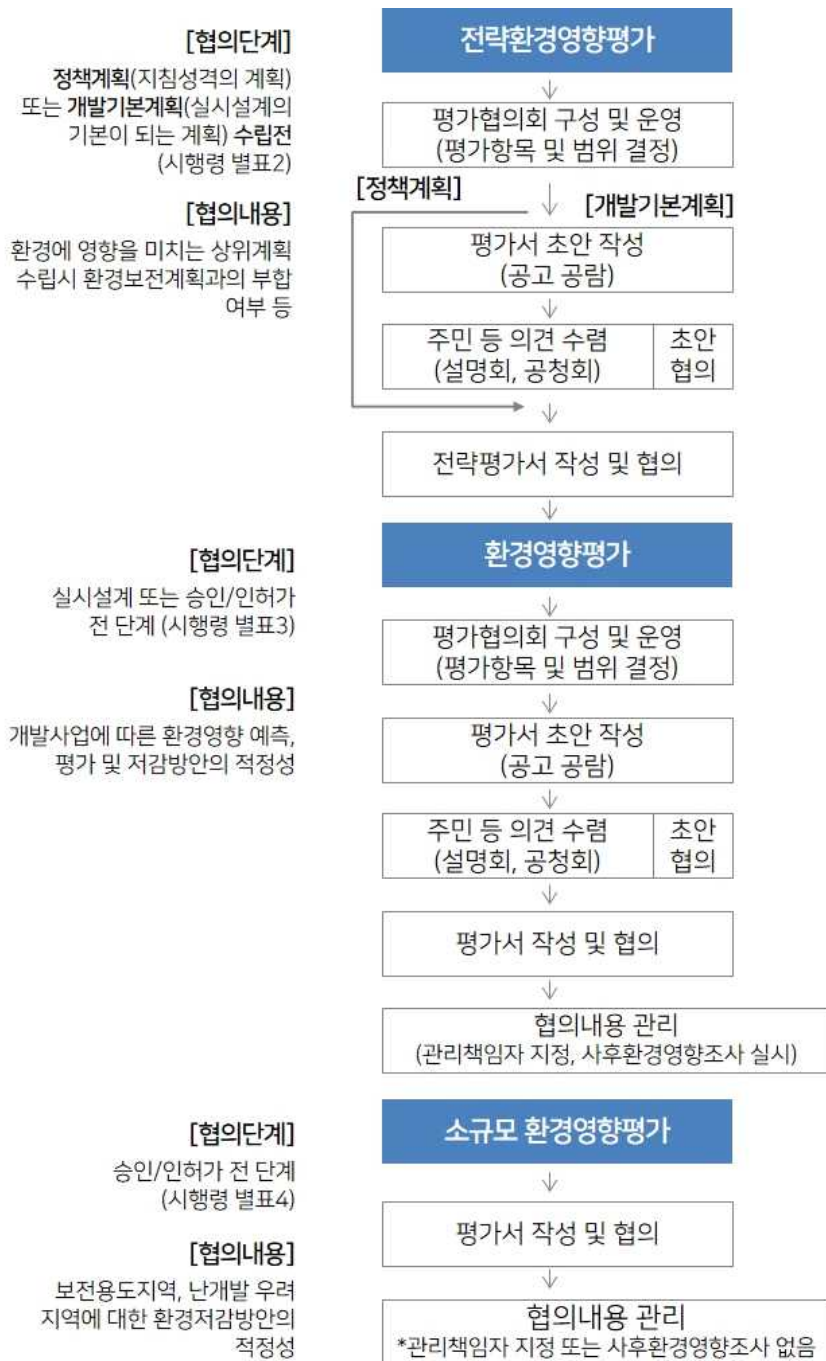 전략환경영향평가
[협의단계]
정책계획(지침성격의 계획)
또는 개발기본계획(실시설계의
기본이 되는 계획) 수립전
(시행령 별표2)
[협의내용]
환경에 영향을 미치는 상위계획
수립시 환경보전계획과의 부합
여부 등
평가협의회 구성 및 운영
(평가항목 및 범위 결정)
[정책계획]
[개발기본계획]
평가서 초안 작성
(공고 공람)
주민 등 의견 수렴
(설명회, 공청회)
초안
협의
전략평가서 작성 및 협의
환경영향평가
[협의단계]
실시설계 또는 승인/인허가
전 단계 (시행령 별표3)
[협의내용]
개발사업에 따른 환경영향 예측,
평가 및 저감방안의 적정성
평가협의회 구성 및 운영
(평가항목 및 범위 결정)
평가서 초안 작성
(공고 공람)
주민 등 의견 수렴
(설명회, 공청회)
초안
협의
평가서 작성 및 협의
협의내용 관리
(관리책임자 지정, 사후환경영향조사 실시)
소규모 환경영향평가
[협의단계]
승인/인허가 전 단계
(시행령 별표4)
[협의내용]
보전용도지역, 난개발 우려
지역에 대한 환경저감방안의
적정성
평가서 작성 및 협의
협의내용 관리
*관리책임자 지정 또는 사후환경영향조사 없음